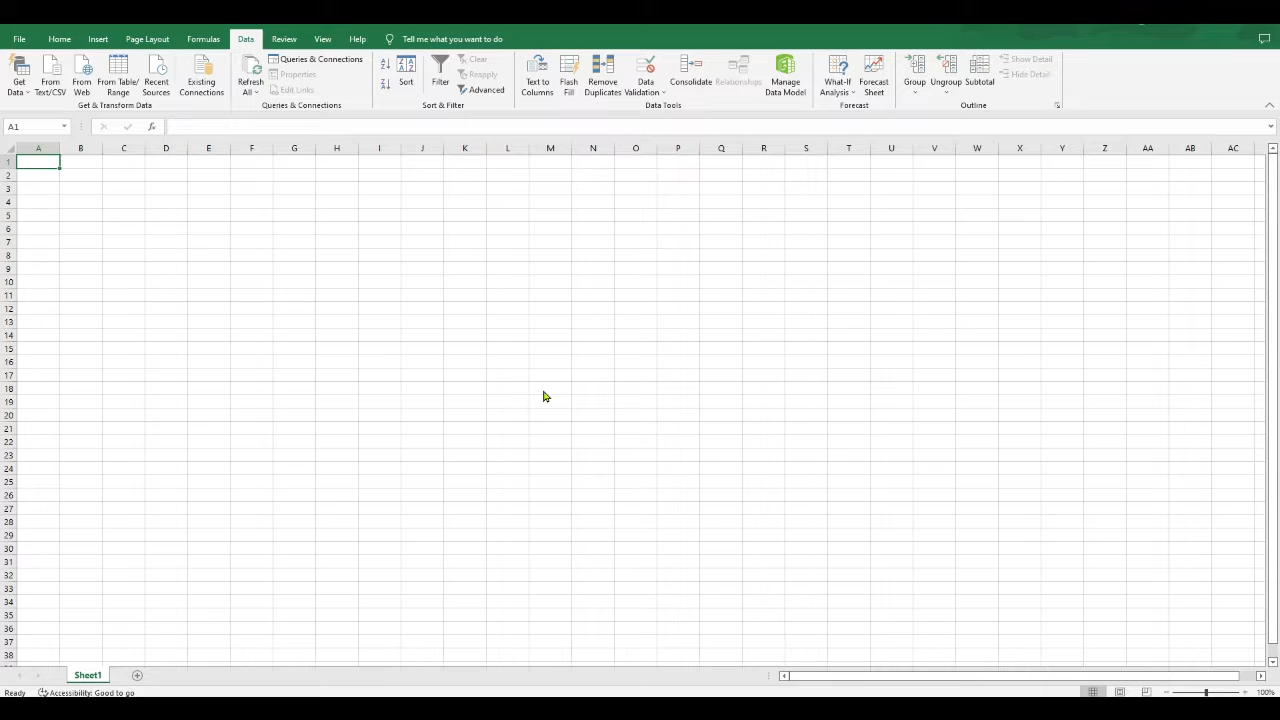 File Home Insert Page Layout Formulas Data Review View Help Tell me what you want to do
Get Data From Text/CSV From Web From Table/ Range Recent Sources Existing Connections
Get & Transform Data
Refresh All Queries & Connections
Properties
Edit Links
Queries & Connections
Sort Filter Clear
Reapply
Advanced
Sort & Filter
Text to Columns Flash Fill Remove Duplicates Data Validation Consolidate Relationships Manage Data Model
Data Tools
What-If Analysis Forecast Sheet
Forecast
Group Ungroup Subtotal Show Detail
Hide Detail
Outline
A1 fx
A B C D E F G H I J K L M N O P Q R S T U V W X Y Z AA AB AC
1
2
3
4
5
6
7
8
9
10
11
12
13
14
15
16
17
18
19
20
21
22
23
24
25
26
27
28
29
30
31
32
33
34
35
36
37
38
Sheet1
Ready Accessibility: Good to go 100%